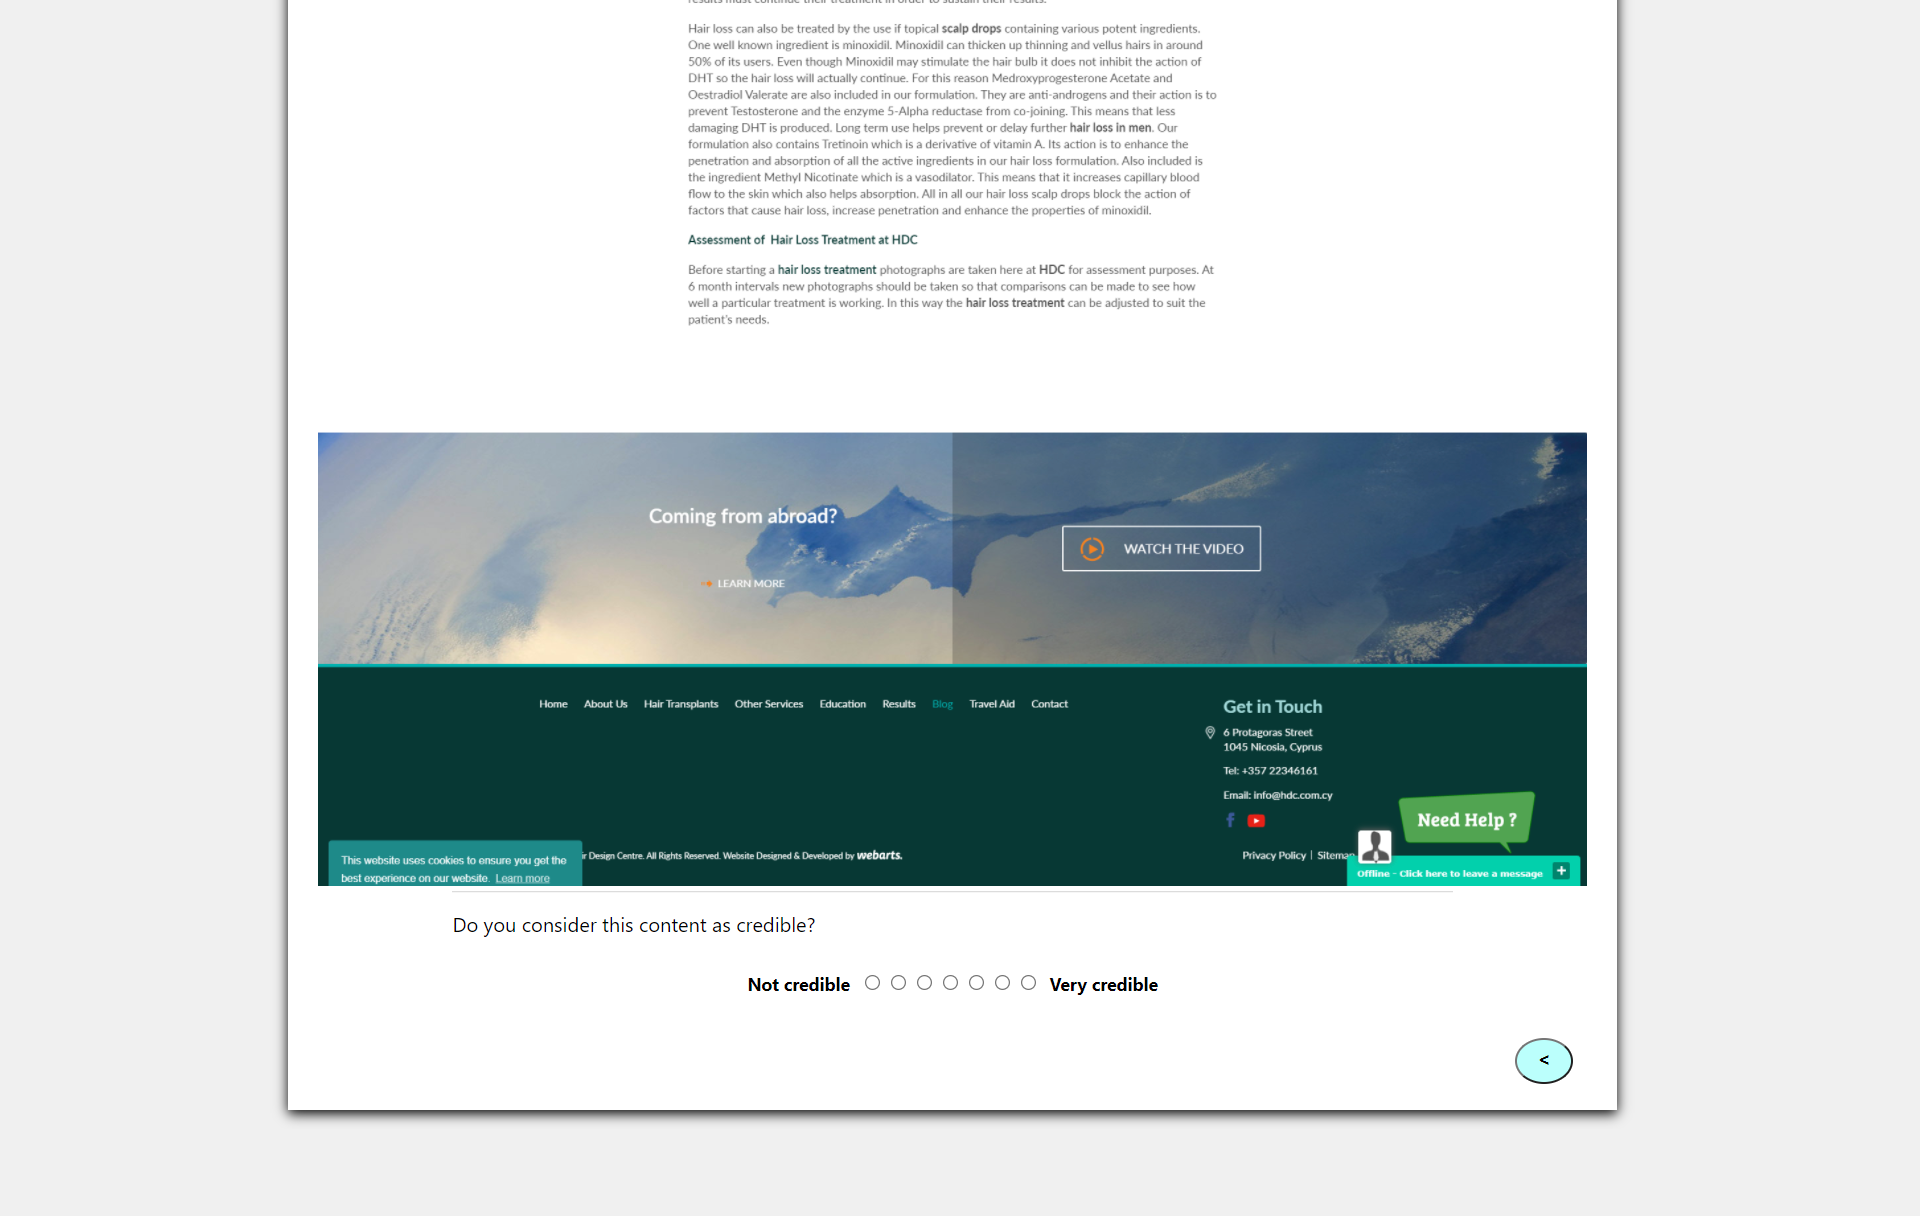 results must continue their treatment in order to sustain their results.
Hair loss can also be treated by the use if topical scalp drops containing various potent ingredients.
One well known ingredient is minoxidil. Minoxidil can thicken up thinning and vellus hairs in around
50% of its users. Even though Minoxidil may stimulate the hair bulb it does not inhibit the action of
DHT so the hair loss will actually continue. For this reason Medroxyprogesterone Acetate and
Oestradiol Valerate are also included in our formulation. They are anti-androgens and their action is to
prevent Testosterone and the enzyme 5-Alpha reductase from co-joining. This means that less
damaging DHT is produced. Long term use helps prevent or delay further hair loss in men. Our
formulation also contains Tretinoin which is a derivative of vitamin A. Its action is to enhance the
penetration and absorption of all the active ingredients in our hair loss formulation. Also included is
the ingredient Methyl Nicotinate which is a vasodilator. This means that it increases capillary blood
flow to the skin which also helps absorption. All in all our hair loss scalp drops block the action of
factors that cause hair loss, increase penetration and enhance the properties of minoxidil.
Assessment of Hair Loss Treatment at HDC
Before starting a hair loss treatment photographs are taken here at HDC for assessment purposes. At
6 month intervals new photographs should be taken so that comparisons can be made to see how
well a particular treatment is working. In this way the hair loss treatment can be adjusted to suit the
patient's needs.
Coming from abroad?
LEARN MORE
WATCH THE VIDEO
Home About Us Hair Transplants Other Services Education Results Blog Travel Aid Contact
Get in Touch
6 Protagoras Street
1045 Nicosia, Cyprus
Tel: +357 22346161
Email: info@hdc.com.cy
Need Help ?
This website uses cookies to ensure you get the
best experience on our website. Learn more
ir Design Centre. All Rights Reserved. Website Designed & Developed by webarts.
Privacy Policy | Sitemap
Offline - Click here to leave a message +
Do you consider this content as credible?
Not credible Very credible
<